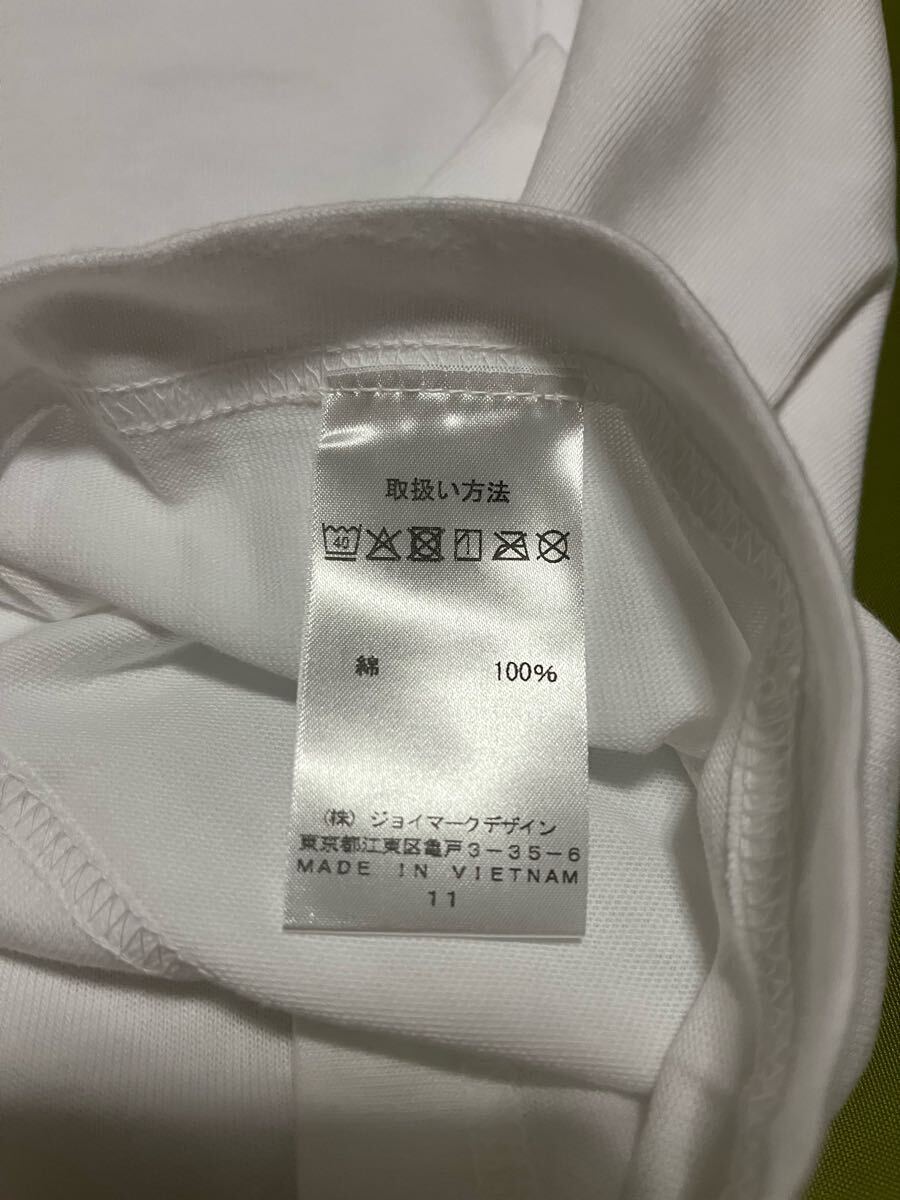 取扱い方法
40
綿 100%
(株) ジョイマークデザイン
東京都江東区亀戸3-35-6
MADE IN VIETNAM
11